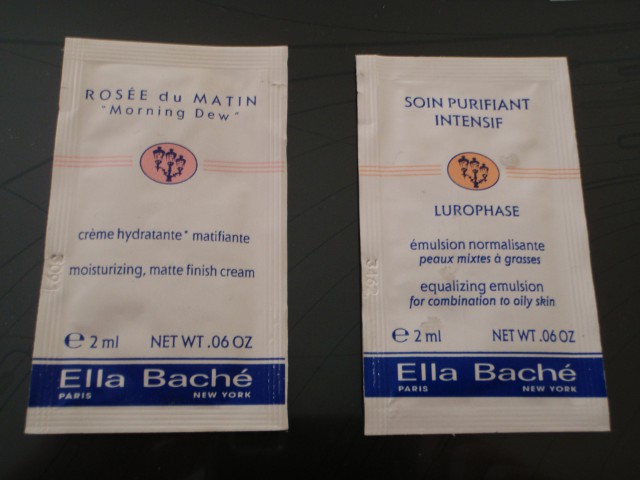 ROSÉE du MATIN
"Morning Dew"
crème hydratante* matifiante
moisturizing, matte finish cream
e 2 ml NET WT .06 OZ
Ella Baché
PARIS NEW YORK
SOIN PURIFIANT
INTENSIF
LUROPHASE
émulsion normalisante
peaux mixtes à grasses
equalizing emulsion
for combination to oily skin
e 2 ml NET WT .06 OZ
Ella Baché
PARIS NEW YORK